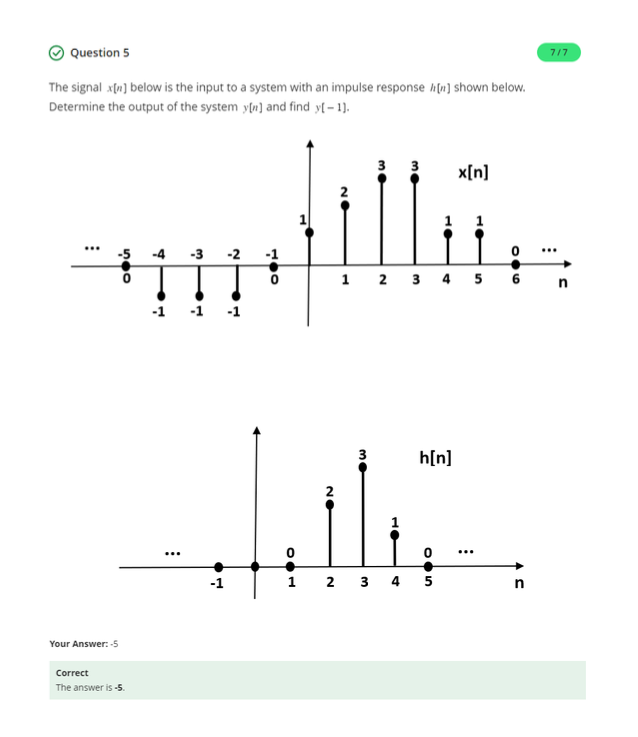 Question 5
7/7
The signal x[n] below is the input to a system with an impulse response h[n] shown below.
Determine the output of the system y[n] and find y[ – 1].
3 3 x[n]
2
1 1 1
... -5 -4 -3 -2 -1 0 ...
0 0 1 2 3 4 5 6 n
-1 -1 -1
3 h[n]
2
1
... 0 0 ...
-1 1 2 3 4 5 n
Your Answer: -5
Correct
The answer is -5.